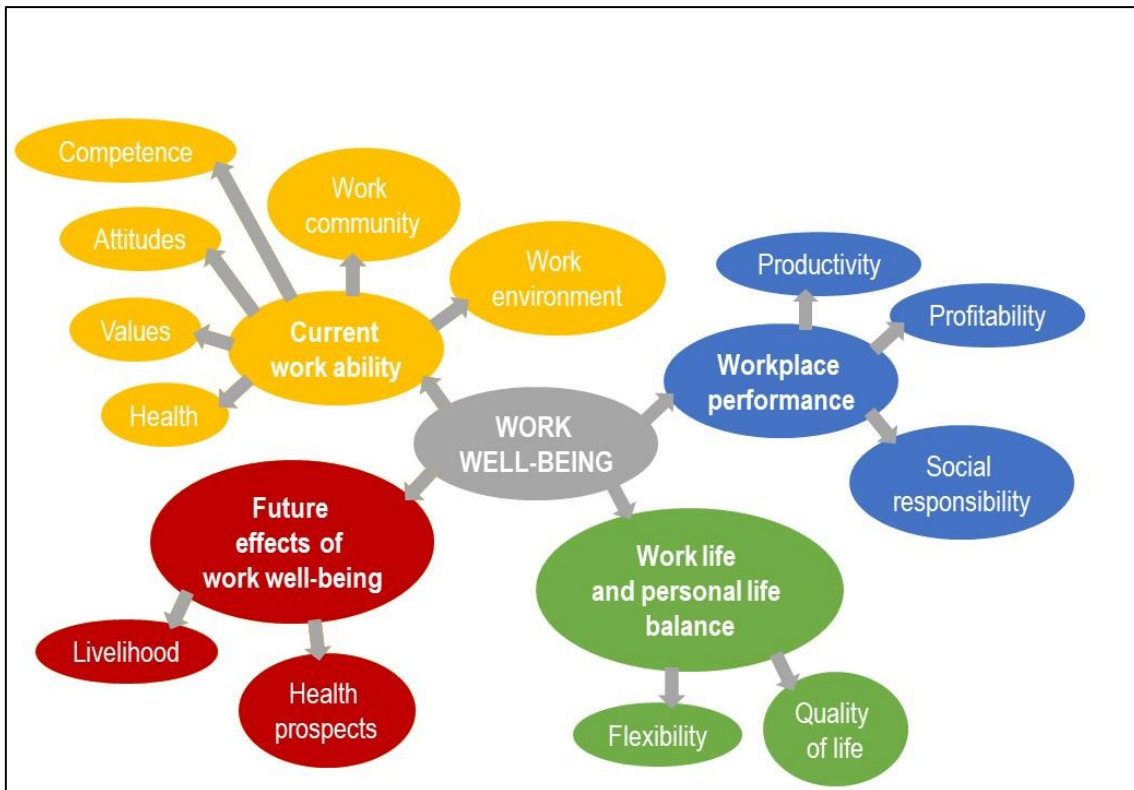 Competence
Work
community
Attitudes
Work
environment
Values
Current
work ability
Health
Productivity
Profitability
Workplace
performance
Social
responsibility
WORK
WELL-BEING
Future
effects of
work well-being
Livelihood
Health
prospects
Work life
and personal life
balance
Flexibility
Quality
of life